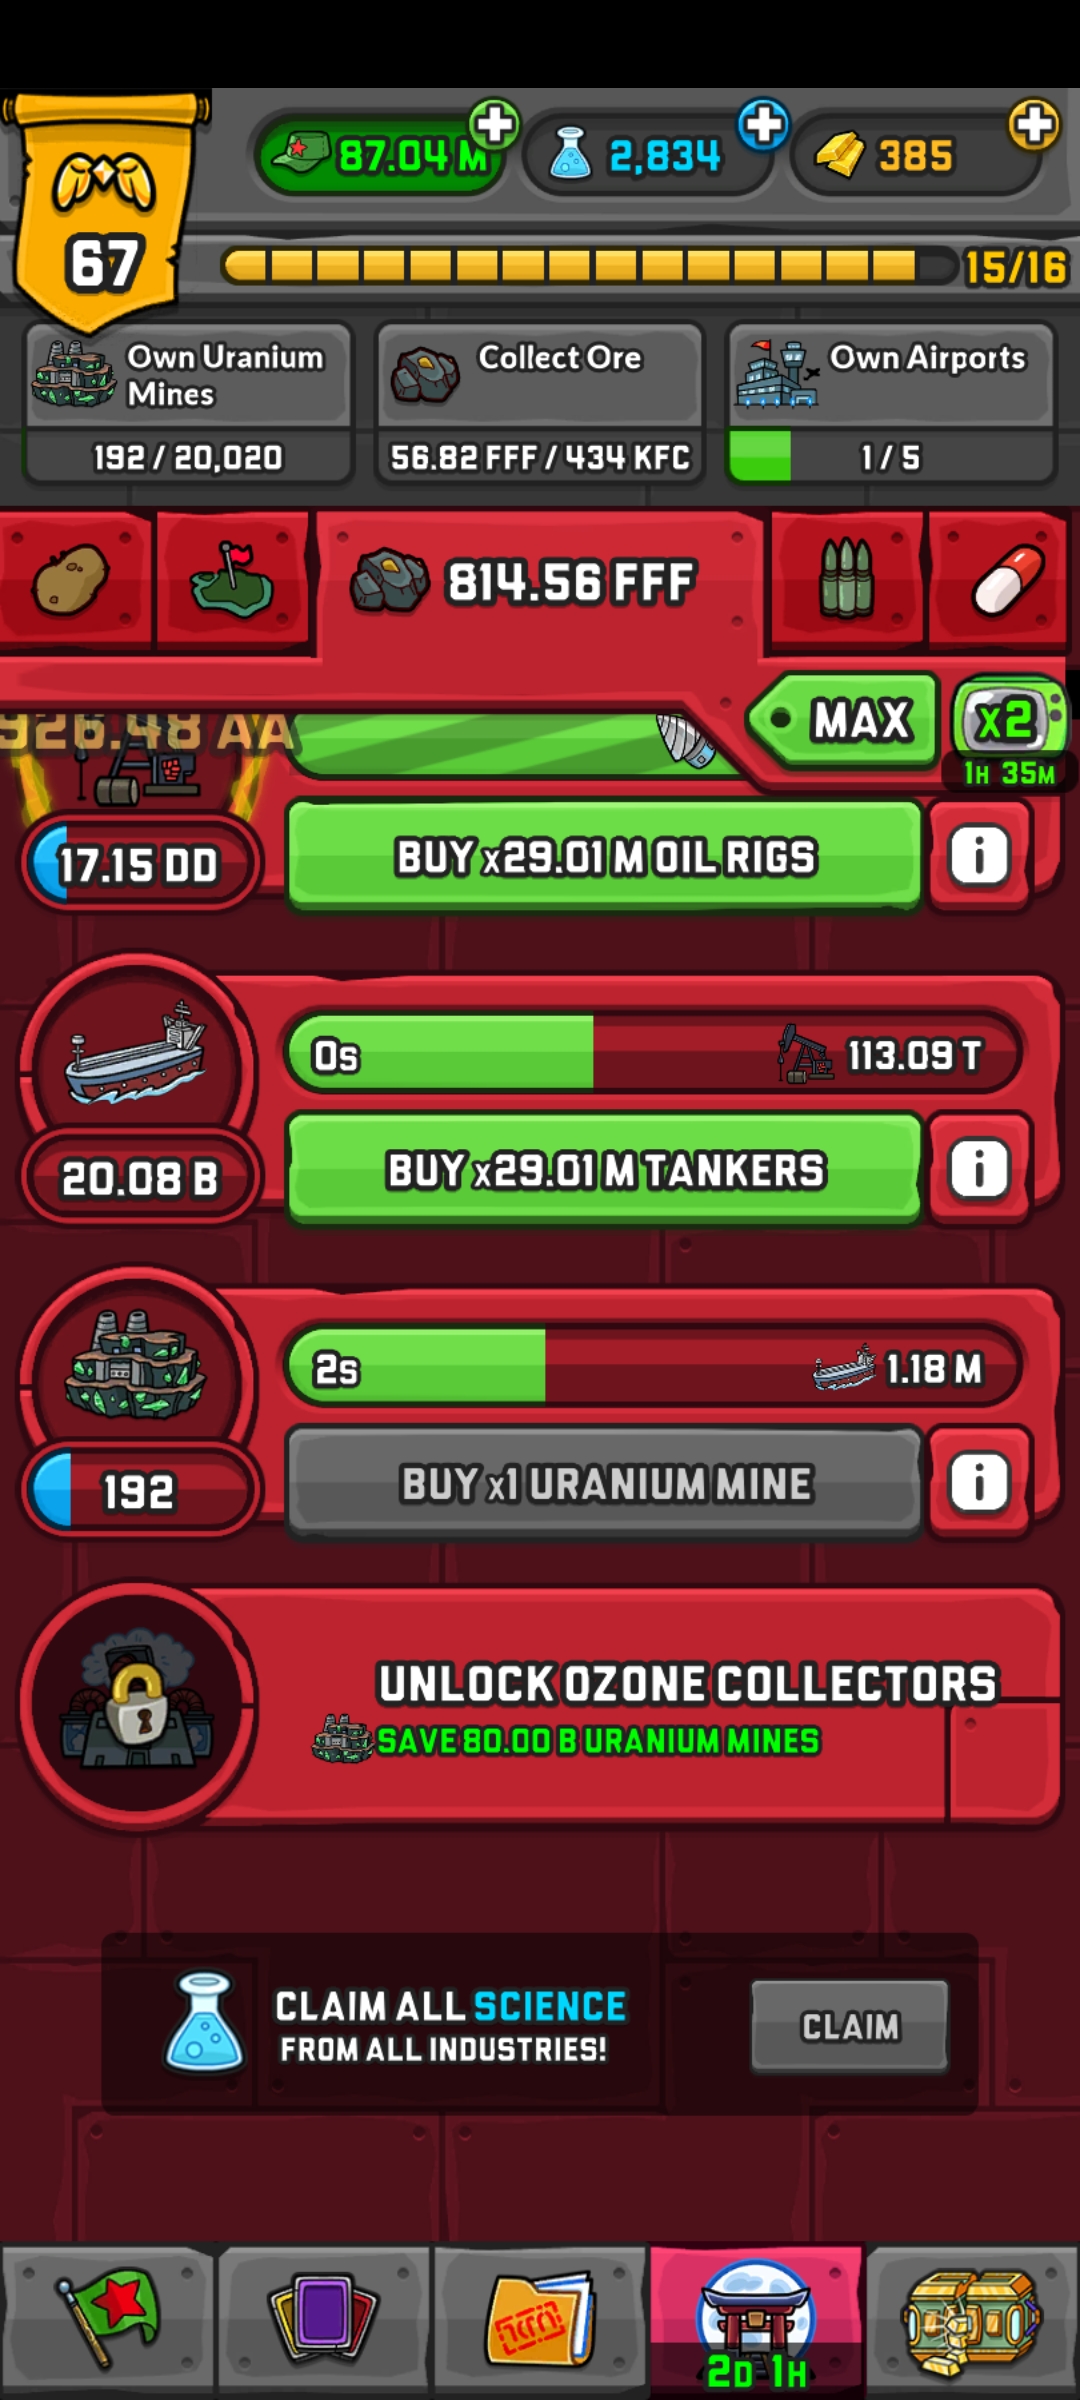 87.04 M
2,834
385
67
15/16
Own Uranium
Mines
Collect Ore
Own Airports
192 / 20,020
56.82 FFF / 434 KFC
1 / 5
814.56 FFF
MAX
x2
1H 35M
926.48 AA
17.15 DD
BUY x29.01 M OIL RIGS
i
0s
113.09 T
20.08 B
BUY x29.01 M TANKERS
i
2s
1.18 M
192
BUY x1 URANIUM MINE
i
UNLOCK OZONE COLLECTORS
SAVE 80.00 B URANIUM MINES
CLAIM ALL SCIENCE
FROM ALL INDUSTRIES!
CLAIM
2D 1H